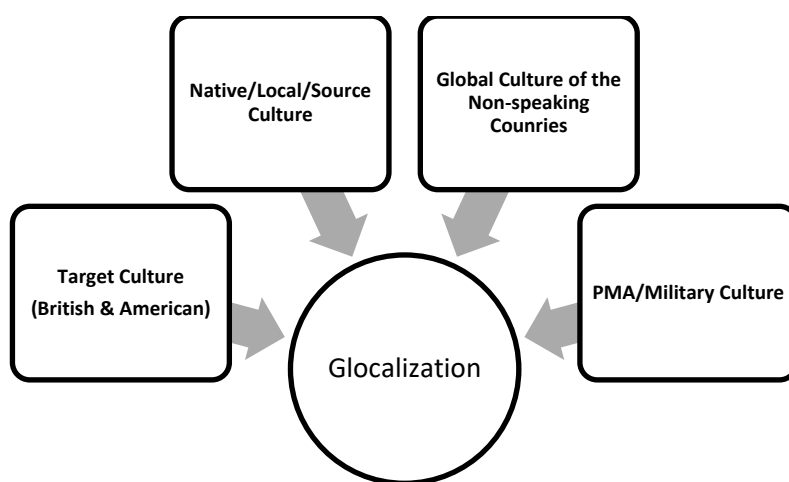 Native/Local/Source
Culture
Global Culture of the
Non-speaking
Counries
Target Culture
(British & American)
PMA/Military Culture
Glocalization